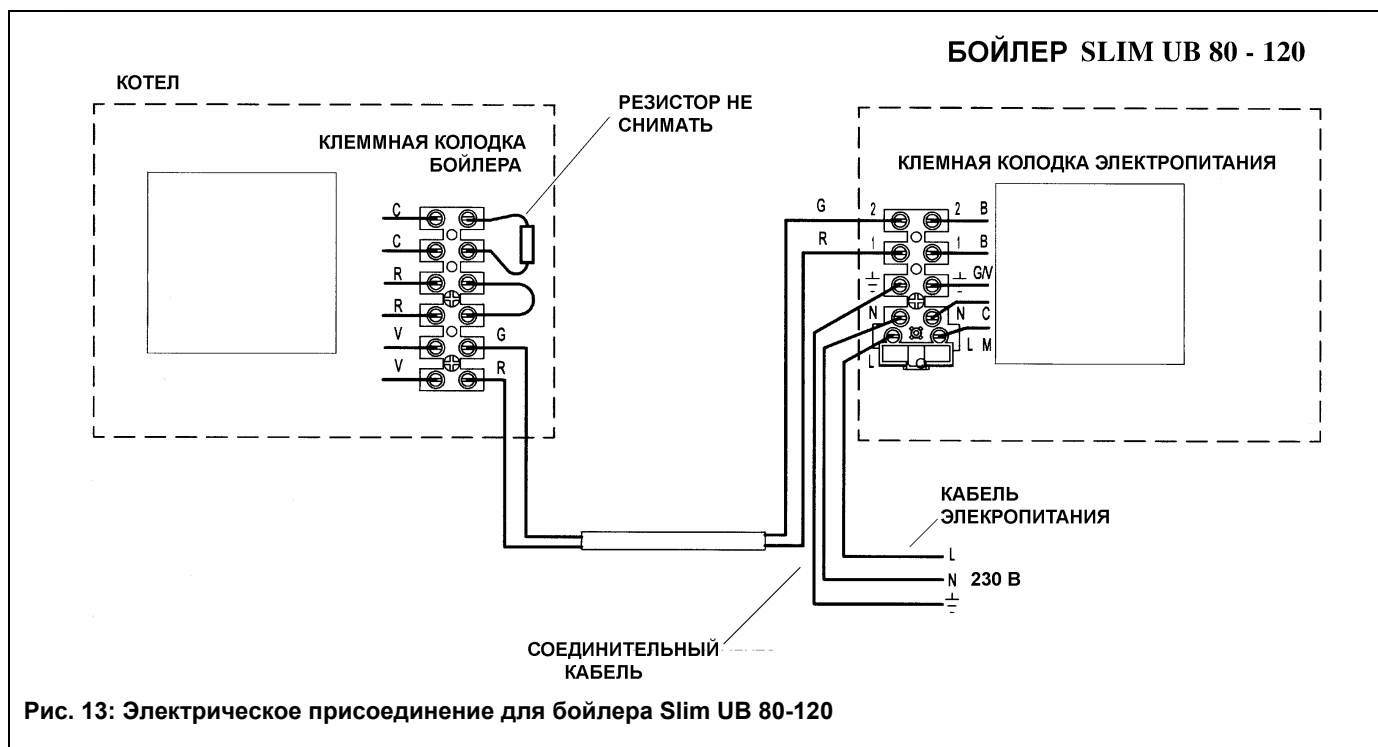 БОЙЛЕР SLIM UB 80 - 120
КОТЕЛ
РЕЗИСТОР НЕ
СНИМАТЬ
КЛЕММНАЯ КОЛОДКА
БОЙЛЕРА
КЛЕМНАЯ КОЛОДКА ЭЛЕКТРОПИТАНИЯ
C
C
R
R
V
V
G
R
G
R
2
1
N
L
2 B
1 B
G/V
N
C
L M
КАБЕЛЬ
ЭЛЕКРОПИТАНИЯ
L
N 230 В
СОЕДИНИТЕЛЬНЫЙ
КАБЕЛЬ
Рис. 13: Электрическое присоединение для бойлера Slim UB 80-120